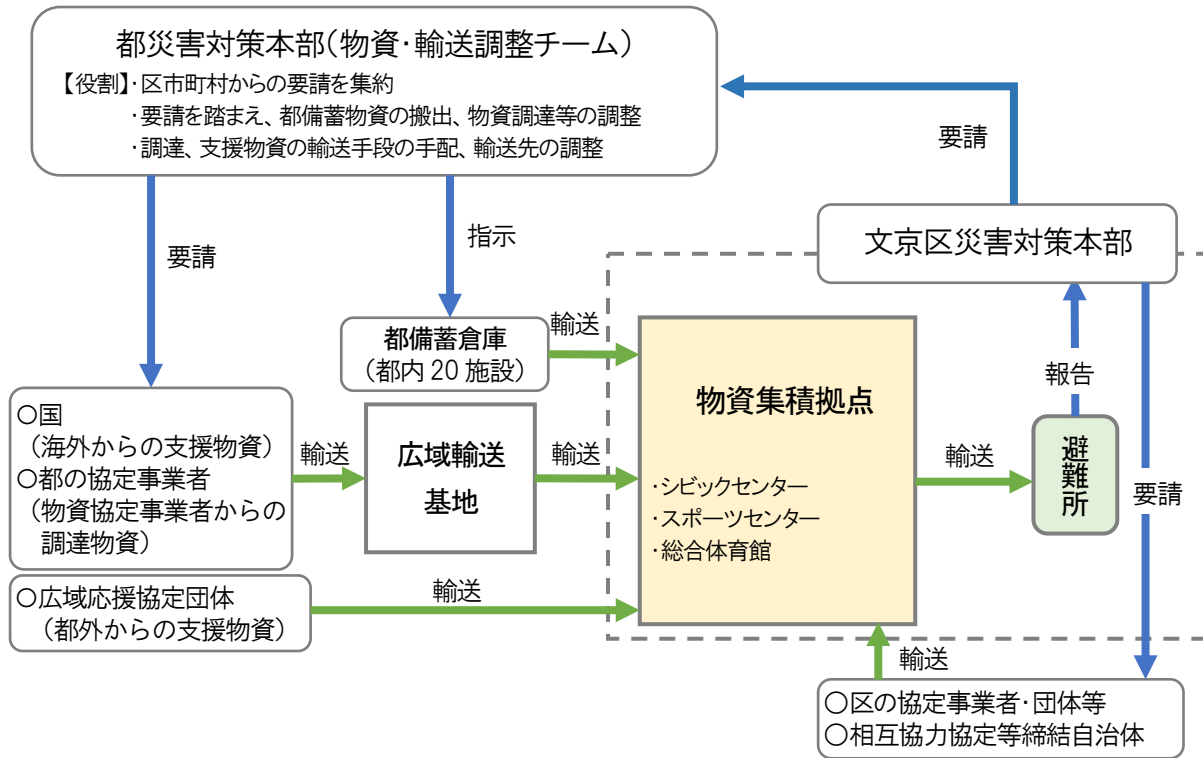 都災害対策本部(物資･輸送調整チーム)
【役割】･区市町村からの要請を集約
･要請を踏まえ、都備蓄物資の搬出、物資調達等の調整
･調達、支援物資の輸送手段の手配、輸送先の調整
要請
文京区災害対策本部
要請
指示
都備蓄倉庫
(都内 20 施設)
輸送
物資集積拠点
･シビックセンター
･スポーツセンター
･総合体育館
報告
避難所
要請
○国
(海外からの支援物資)
○都の協定事業者
(物資協定事業者からの
調達物資)
輸送
広域輸送
基地
輸送
輸送
○広域応援協定団体
(都外からの支援物資)
輸送
輸送
○区の協定事業者･団体等
○相互協力協定等締結自治体